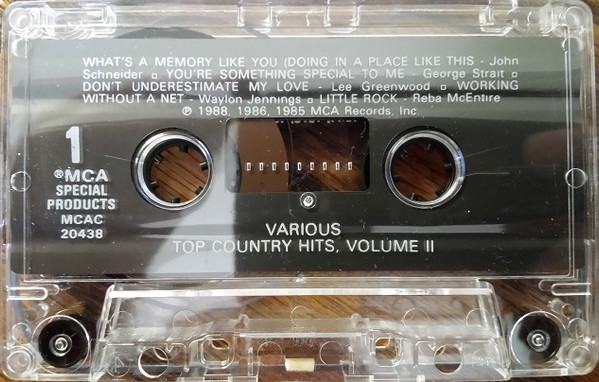 WHAT'S A MEMORY LIKE YOU (DOING IN A PLACE LIKE THIS - John
Schneider ▫ YOU'RE SOMETHING SPECIAL TO ME - George Strait ▫
DON'T UNDERESTIMATE MY LOVE - Lee Greenwood ▫ WORKING
WITHOUT A NET - Waylon Jennings ▫ LITTLE ROCK - Reba McEntire
℗ 1988, 1986, 1985 MCA Records, Inc.
1
®MCA
SPECIAL
PRODUCTS
MCAC
20438
VARIOUS
TOP COUNTRY HITS, VOLUME II